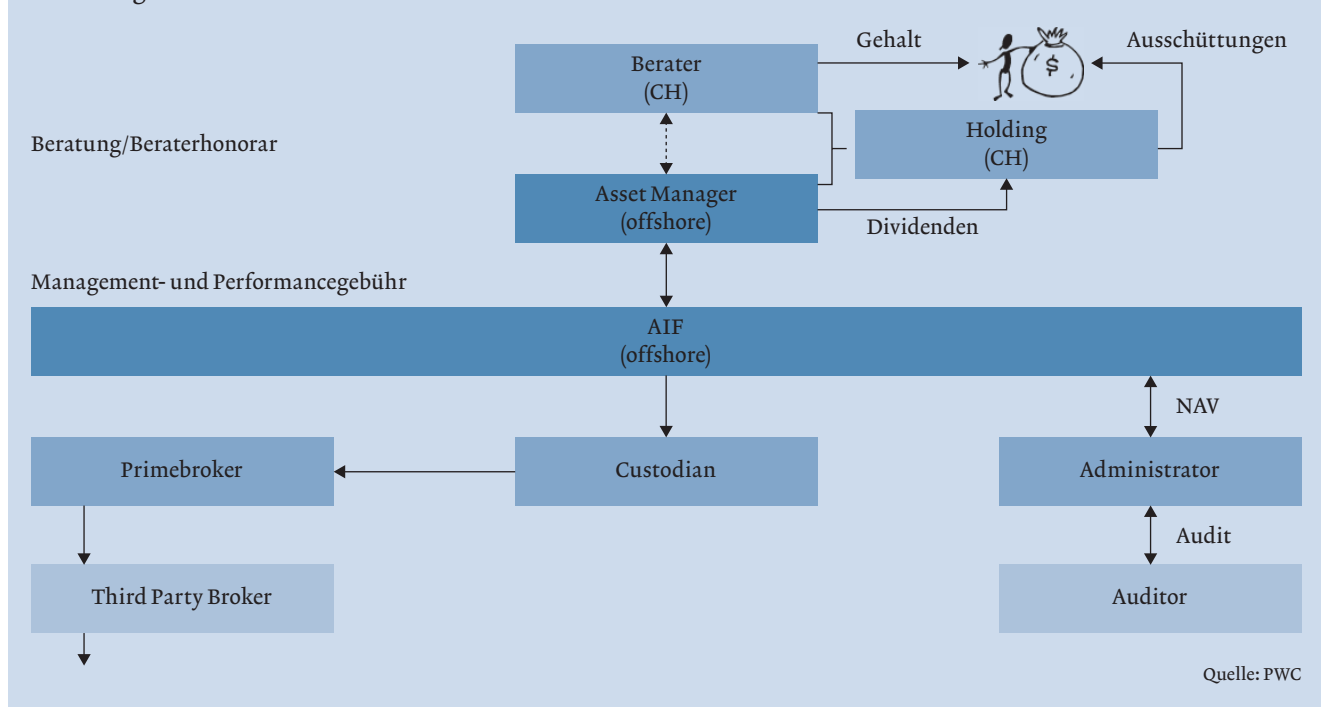 Gehalt
Ausschüttungen
Berater
(CH)
$
Beratung/Beraterhonorar
Holding
(CH)
Asset Manager
(offshore)
Dividenden
Management- und Performancegebühr
AIF
(offshore)
NAV
Primebroker
Custodian
Administrator
Audit
Third Party Broker
Auditor
Quelle: PWC